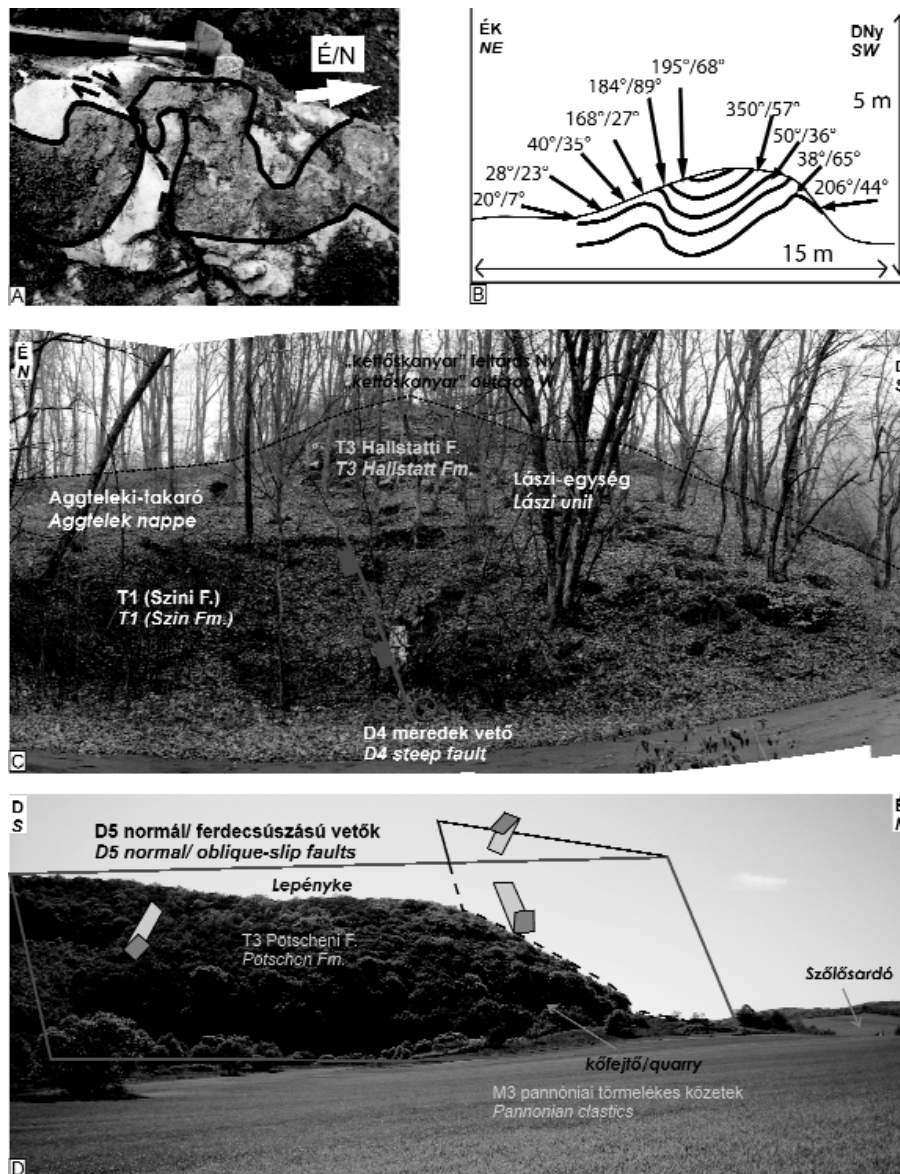 É/N
A
ÉK
NE
DNy
SW
195°/68°
184°/89°
168°/27°
40°/35°
28°/23°
20°/7°
350°/57°
50°/36°
38°/65°
206°/44°
5 m
15 m
B
É
N
D
S
„kettőskanyar” feltárás Ny
„kettőskanyar” outcrop W
T3 Hallstatti F.
T3 Hallstatt Fm.
Aggteleki-takaró
Aggtelek nappe
Lászi-egység
Lászi unit
T1 (Szini F.)
T1 (Szin Fm.)
D4 meredek vető
D4 steep fault
C
D
S
É
N
D5 normál/ ferdecsúszású vetők
D5 normal/ oblique-slip faults
Lepényke
T3 Pötscheni F.
Pötschen Fm.
Szőlősardó
kőfejtő/quarry
M3 pannóniai törmelékes kőzetek
Pannonian clastics
D